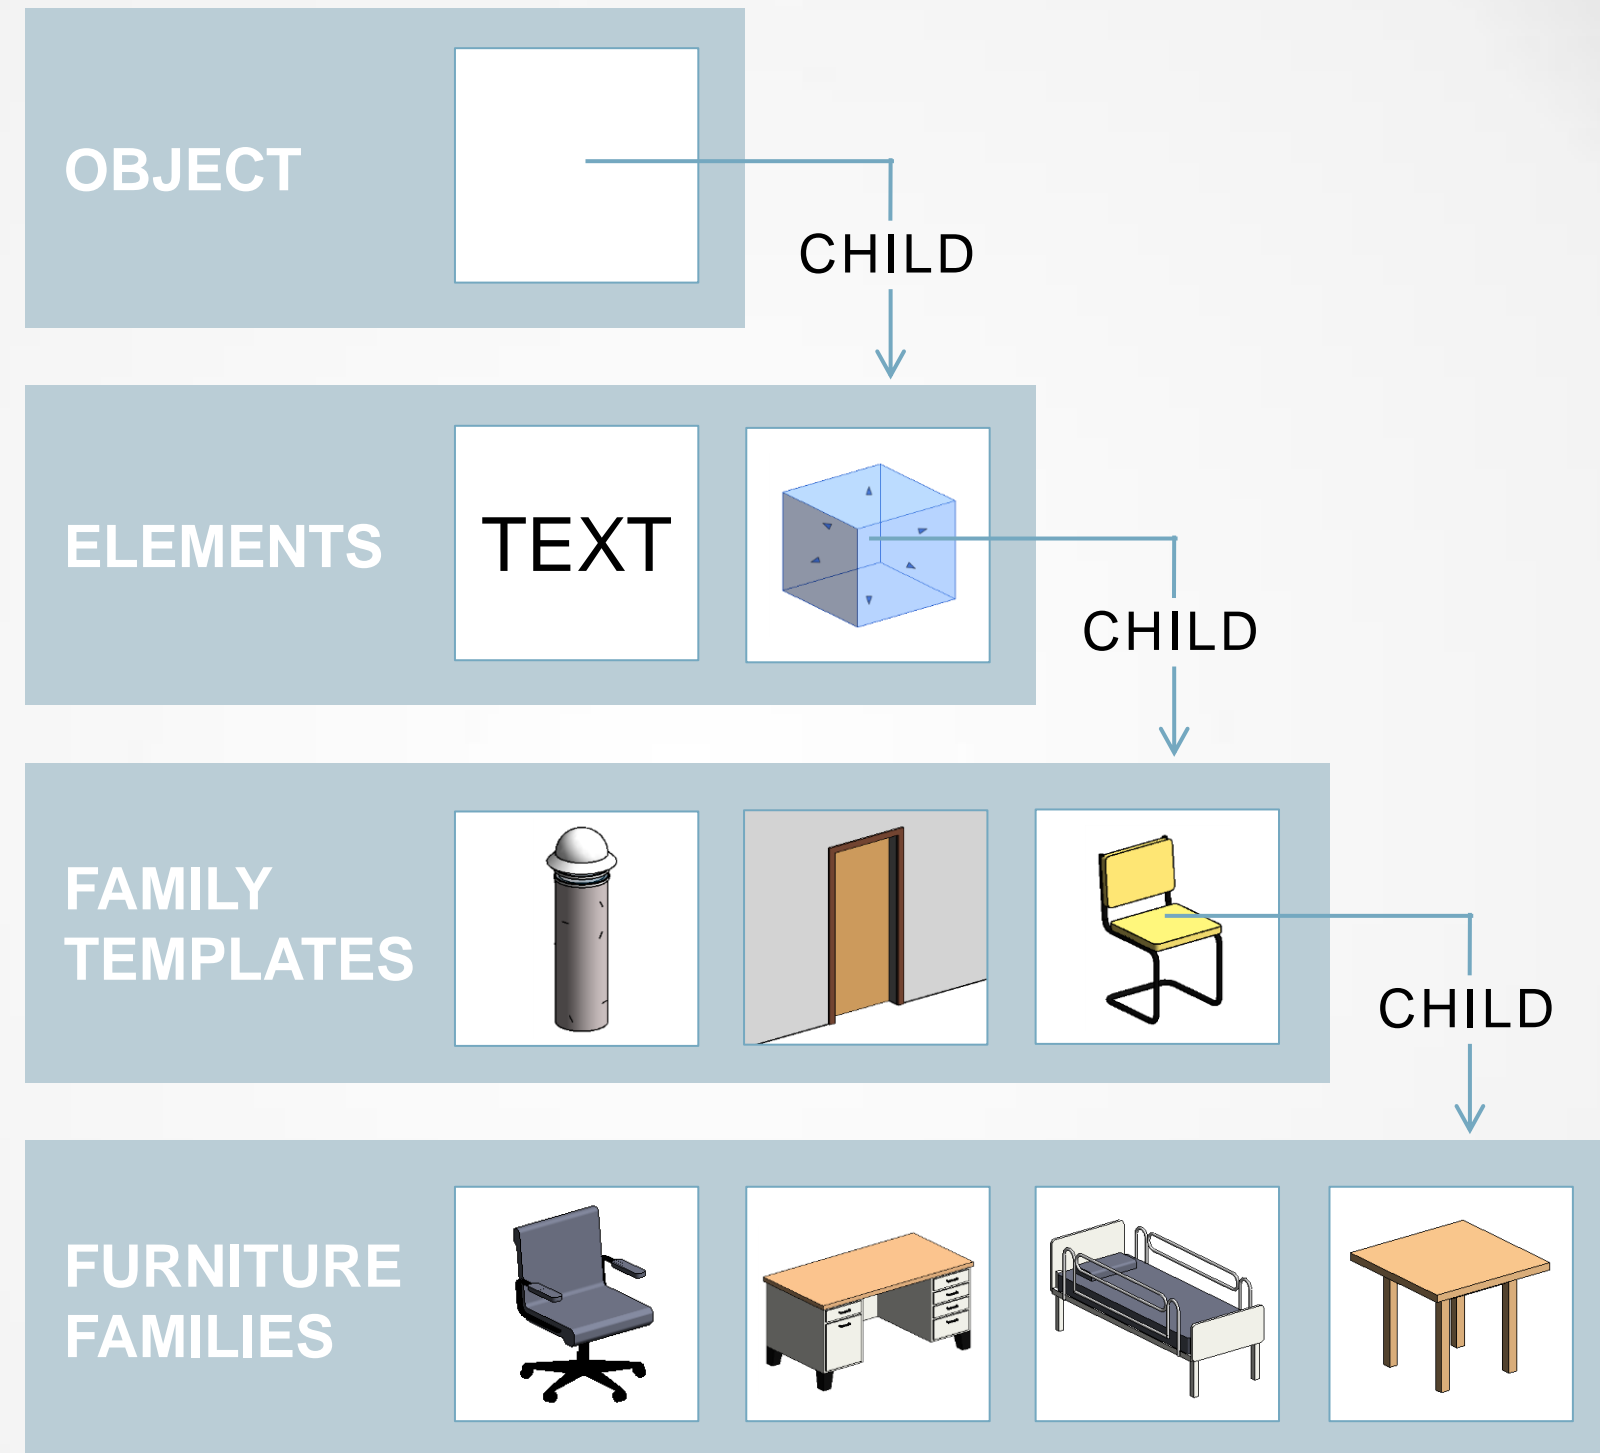 OBJECT
CHILD
ELEMENTS
TEXT
CHILD
FAMILY
TEMPLATES
CHILD
FURNITURE
FAMILIES